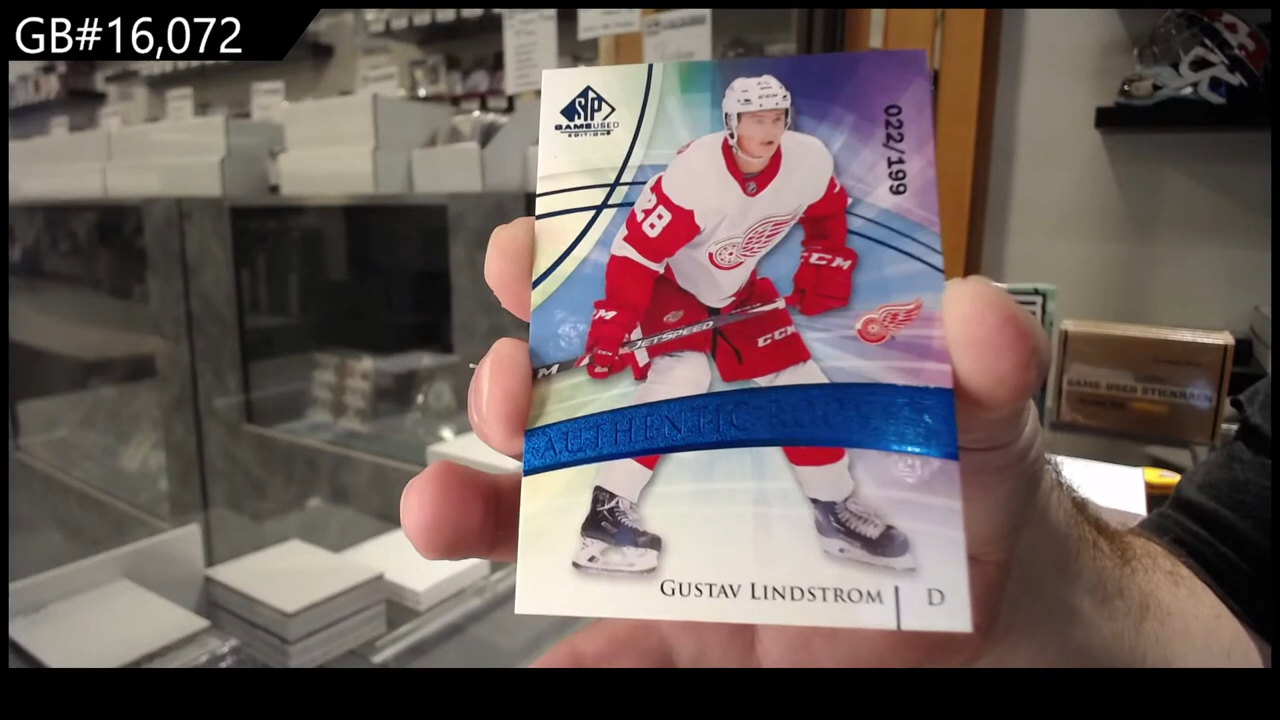 GB#16,072
SP
GAME USED
EDITION
022/199
28
CCM
JETSPEED
CCM
AUTHENTIC ROOKIES
GUSTAV LINDSTROM | D
GAME-USED